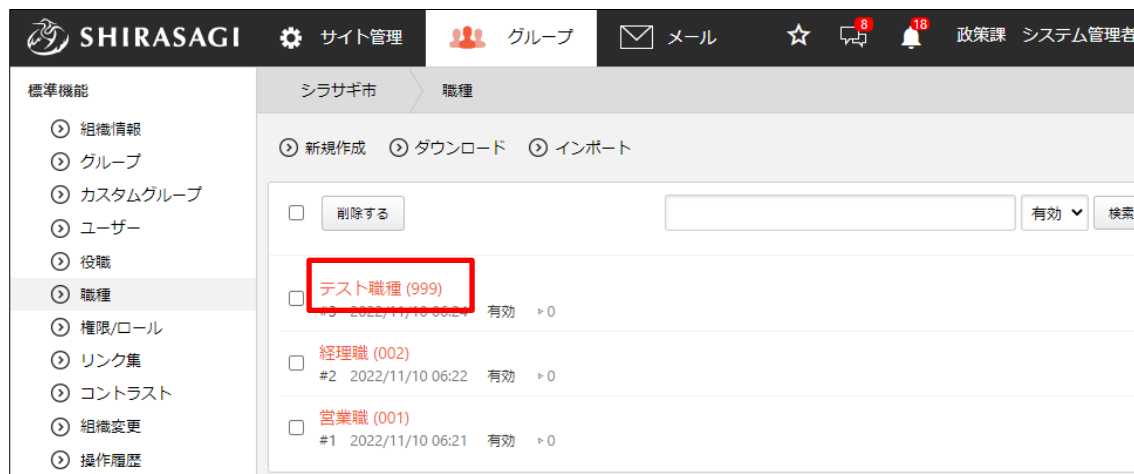 SHIRASAGI サイト管理 グループ メール 8 18 政策課 システム管理者
標準機能
組織情報
グループ
カスタムグループ
ユーザー
役職
職種
権限/ロール
リンク集
コントラスト
組織変更
操作履歴
シラサギ市 職種
新規作成 ダウンロード インポート
削除する 有効 検索
テスト職種 (999)
#3 2022/11/10 06:24 有効 ▹0
経理職 (002)
#2 2022/11/10 06:22 有効 ▹0
営業職 (001)
#1 2022/11/10 06:21 有効 ▹0